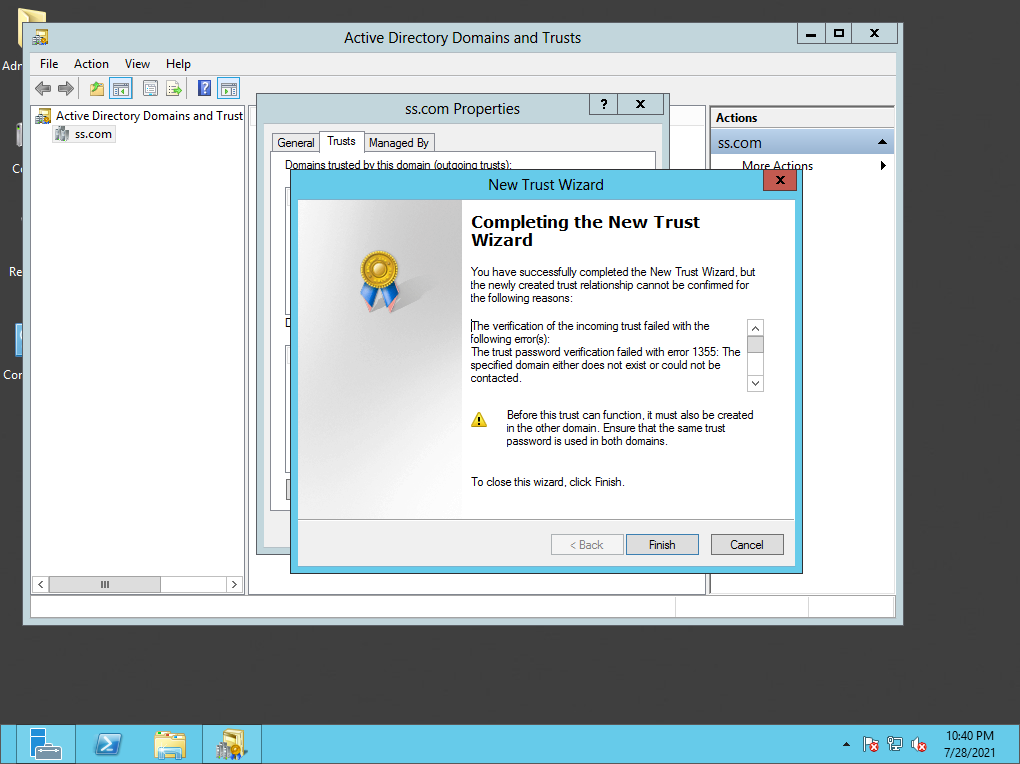 Active Directory Domains and Trusts
File Action View Help
Active Directory Domains and Trust
ss.com
ss.com Properties
?
General Trusts Managed By
Domains trusted by this domain (outgoing trusts):
Actions
ss.com
More Actions
New Trust Wizard
Completing the New Trust
Wizard
You have successfully completed the New Trust Wizard, but
the newly created trust relationship cannot be confirmed for
the following reasons:
The verification of the incoming trust failed with the
following error(s):
The trust password verification failed with error 1355: The
specified domain either does not exist or could not be
contacted.
Before this trust can function, it must also be created
in the other domain. Ensure that the same trust
password is used in both domains.
To close this wizard, click Finish.
< Back Finish Cancel
Adr
Re
Cor
10:40 PM
7/28/2021